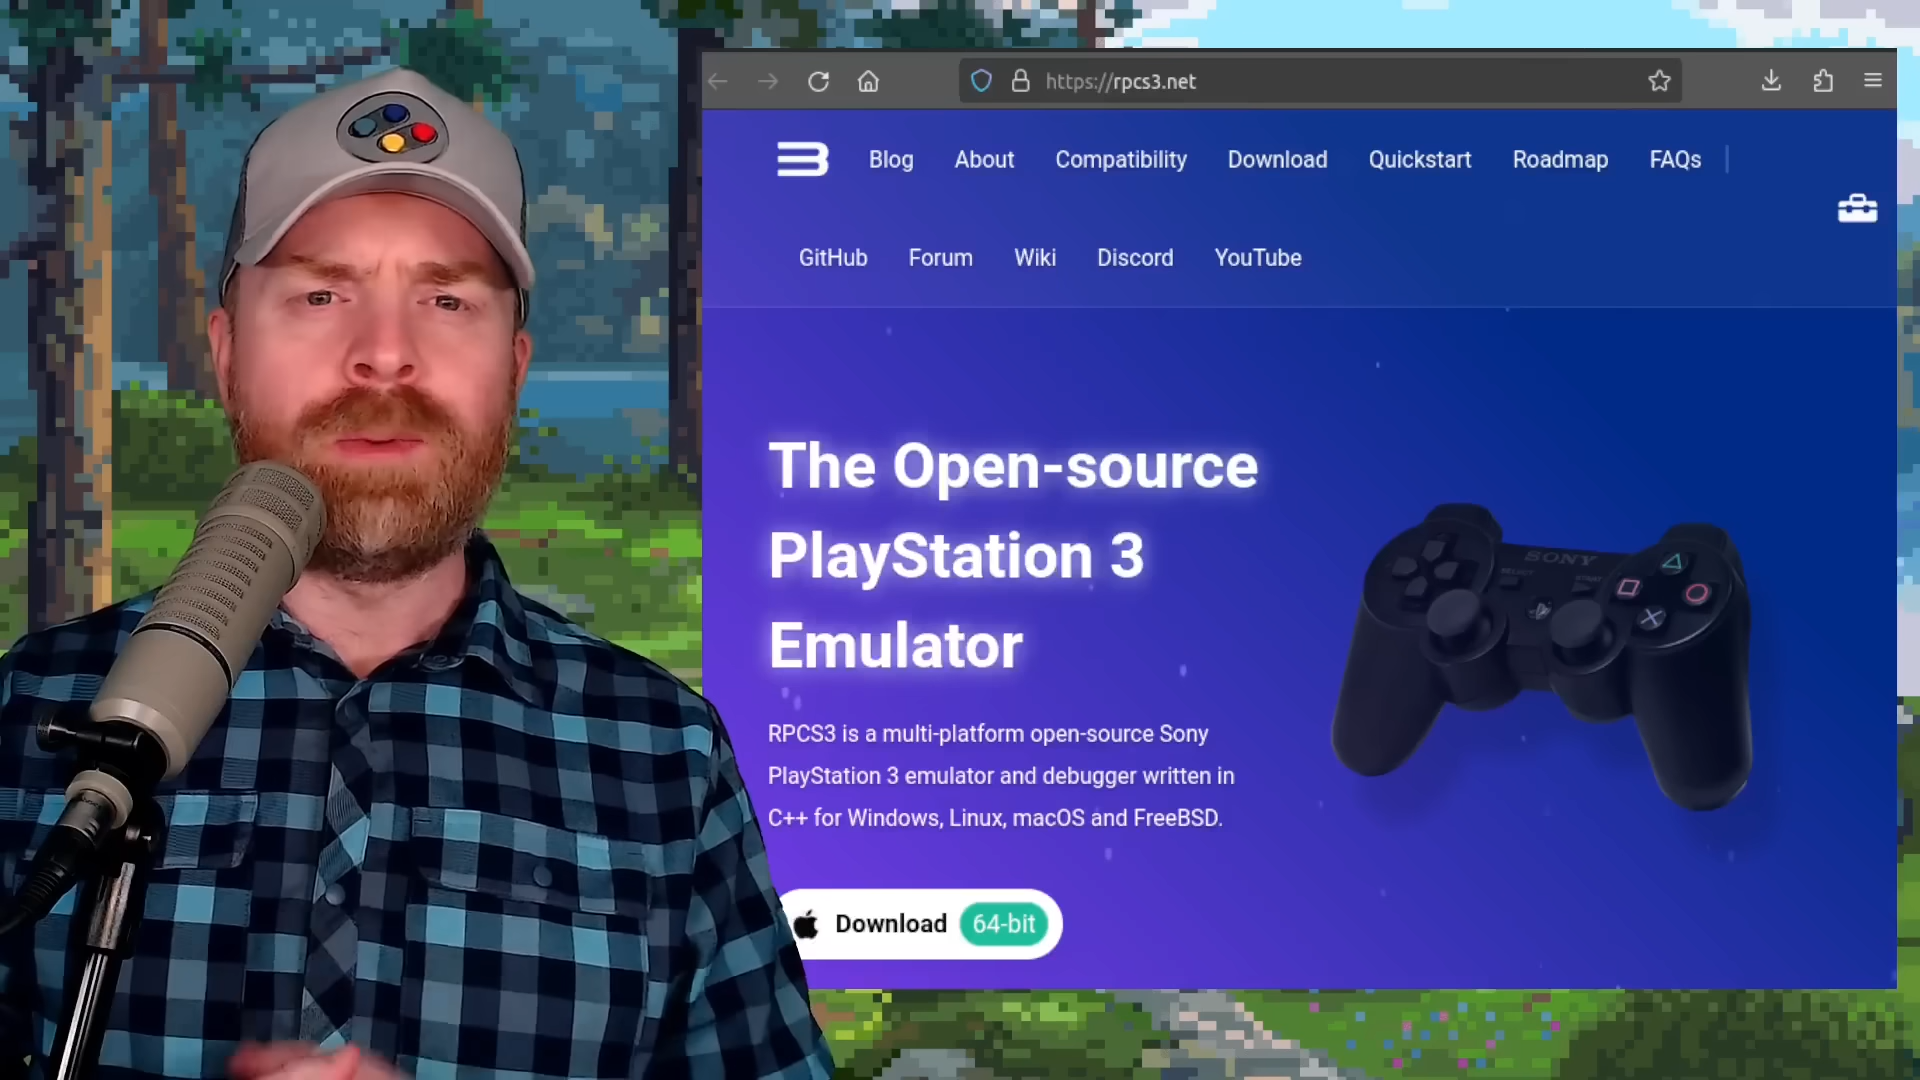 https://rpcs3.net
Blog About Compatibility Download Quickstart Roadmap FAQs
GitHub Forum Wiki Discord YouTube
The Open-source
PlayStation 3
Emulator
RPCS3 is a multi-platform open-source Sony
PlayStation 3 emulator and debugger written in
C++ for Windows, Linux, macOS and FreeBSD.
Download 64-bit
SONY
SELECT
START